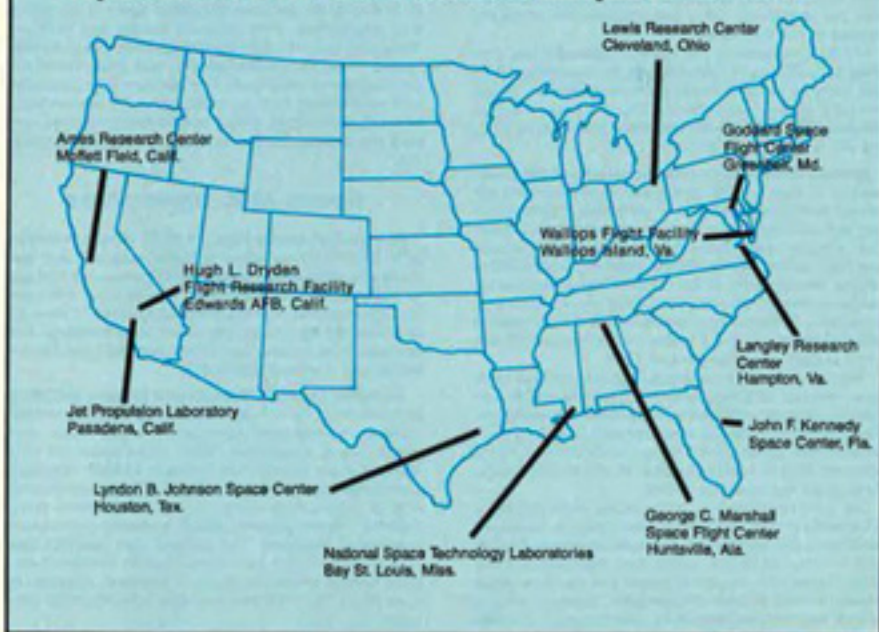 Lewis Research Center
Cleveland, Ohio
Ames Research Center
Moffett Field, Calif.
Goddard Space
Flight Center
Greenbelt, Md.
Wallops Flight Facility
Wallops Island, Va.
Hugh L. Dryden
Flight Research Facility
Edwards AFB, Calif.
Langley Research
Center
Hampton, Va.
Jet Propulsion Laboratory
Pasadena, Calif.
John F. Kennedy
Space Center, Fla.
Lyndon B. Johnson Space Center
Houston, Tex.
George C. Marshall
Space Flight Center
Huntsville, Ala.
National Space Technology Laboratories
Bay St. Louis, Miss.